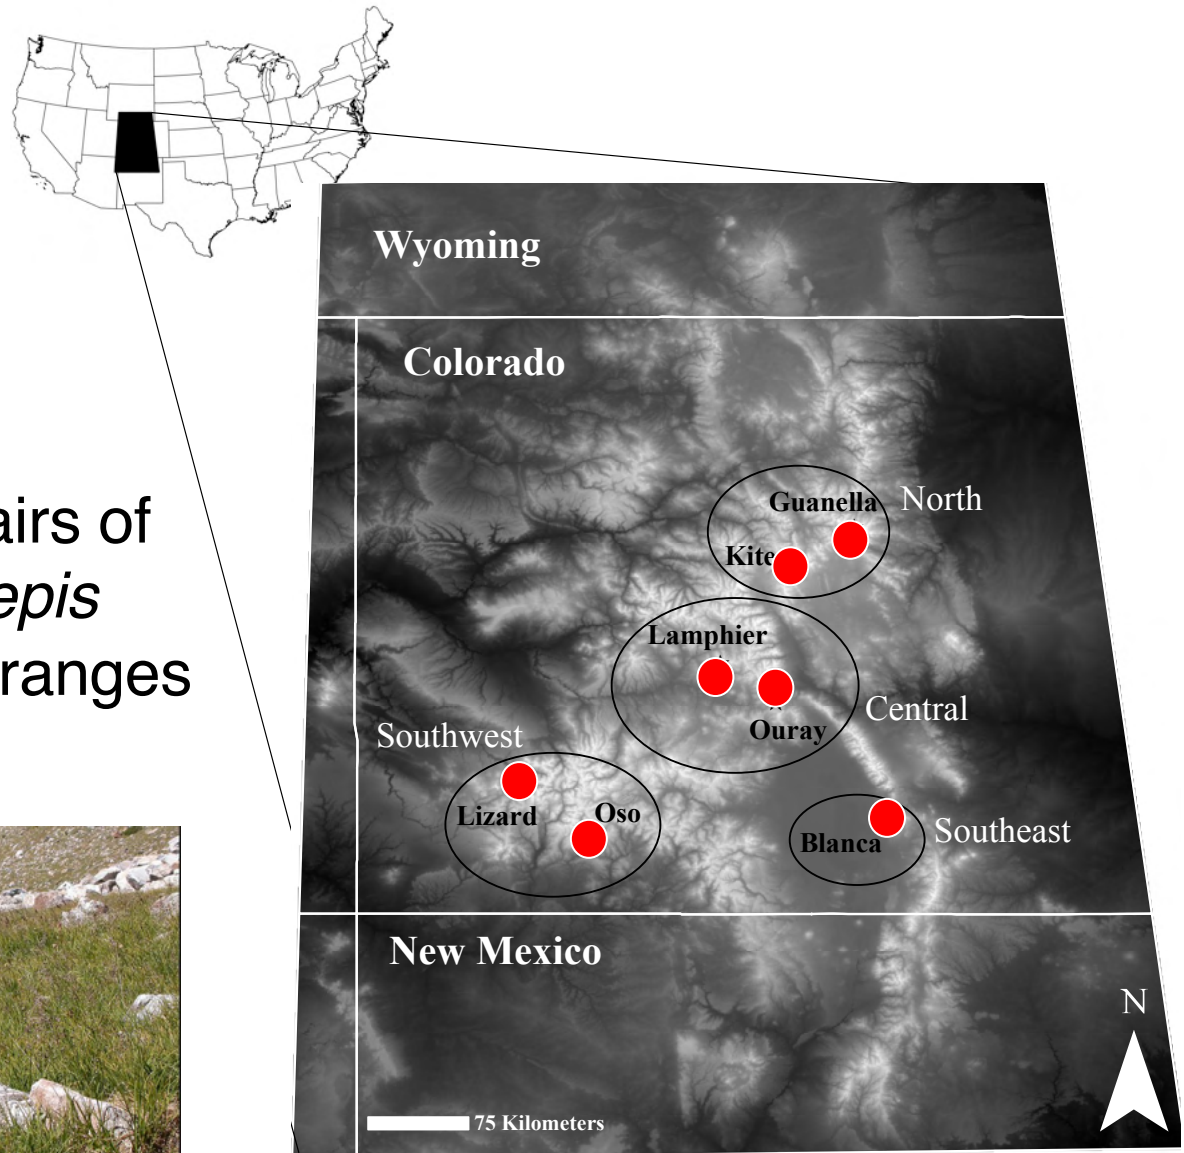 Wyoming
Colorado
Guanella
North
Kite
Lamphier
Central
Ouray
Southwest
Lizard
Oso
Blanca
Southeast
airs of
epis
ranges
New Mexico
N
75 Kilometers